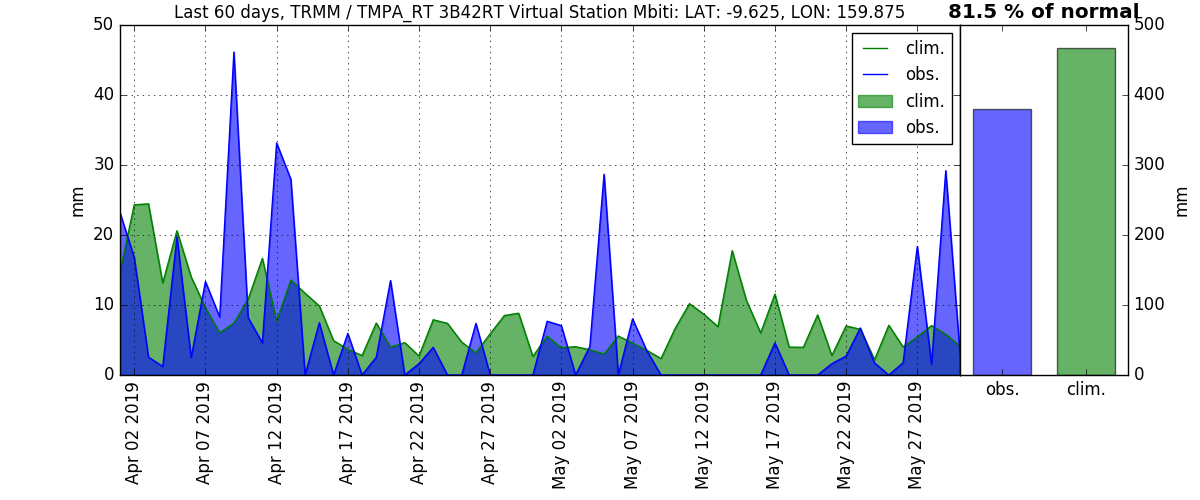 Last 60 days, TRMM / TMPA_RT 3B42RT Virtual Station Mbiti: LAT: -9.625, LON: 159.875
81.5 % of normal
50
40
30
20
10
0
mm
clim.
obs.
clim.
obs.
500
400
300
200
100
0
mm
obs.
clim.
Apr 02 2019
Apr 07 2019
Apr 12 2019
Apr 17 2019
Apr 22 2019
Apr 27 2019
May 02 2019
May 07 2019
May 12 2019
May 17 2019
May 22 2019
May 27 2019